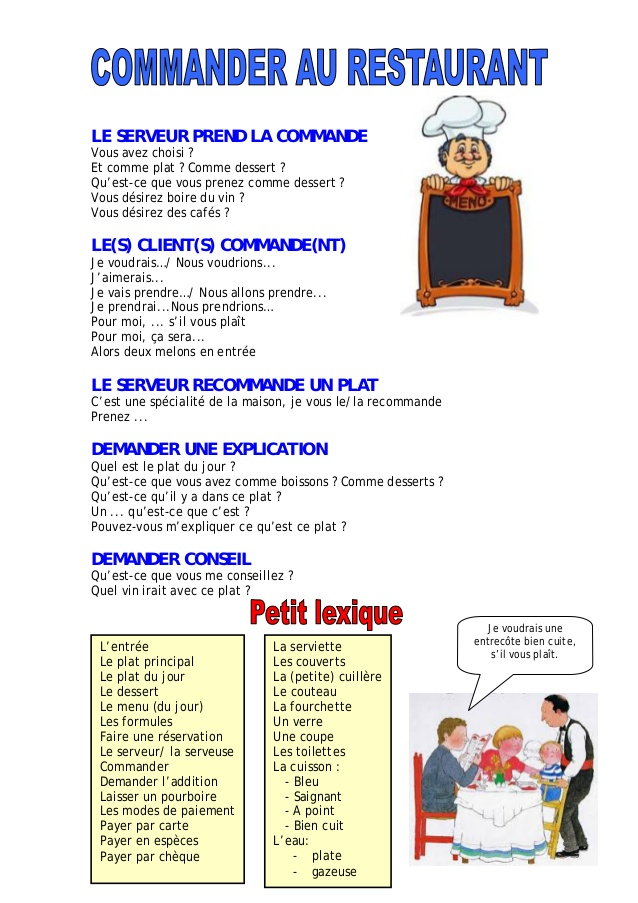 COMMANDER AU RESTAURANT
LE SERVEUR PREND LA COMMANDE
Vous avez choisi ?
Et comme plat ? Comme dessert ?
Qu’est-ce que vous prenez comme dessert ?
Vous désirez boire du vin ?
Vous désirez des cafés ?
MENU
LE(S) CLIENT(S) COMMANDE(NT)
Je voudrais…/ Nous voudrions...
J’aimerais...
Je vais prendre…/ Nous allons prendre...
Je prendrai...Nous prendrions…
Pour moi, ... s’il vous plaît
Pour moi, ça sera...
Alors deux melons en entrée
LE SERVEUR RECOMMANDE UN PLAT
C’est une spécialité de la maison, je vous le/la recommande
Prenez ...
DEMANDER UNE EXPLICATION
Quel est le plat du jour ?
Qu’est-ce que vous avez comme boissons ? Comme desserts ?
Qu’est-ce qu’il y a dans ce plat ?
Un ... qu’est-ce que c’est ?
Pouvez-vous m’expliquer ce qu’est ce plat ?
DEMANDER CONSEIL
Qu’est-ce que vous me conseillez ?
Quel vin irait avec ce plat ?
Petit lexique
L’entrée
Le plat principal
Le plat du jour
Le dessert
Le menu (du jour)
Les formules
Faire une réservation
Le serveur/ la serveuse
Commander
Demander l’addition
Laisser un pourboire
Les modes de paiement
Payer par carte
Payer en espèces
Payer par chèque
La serviette
Les couverts
La (petite) cuillère
Le couteau
La fourchette
Un verre
Une coupe
Les toilettes
La cuisson :
- Bleu
- Saignant
- A point
- Bien cuit
L’eau:
- plate
- gazeuse
Je voudrais une
entrecôte bien cuite,
s’il vous plaît.